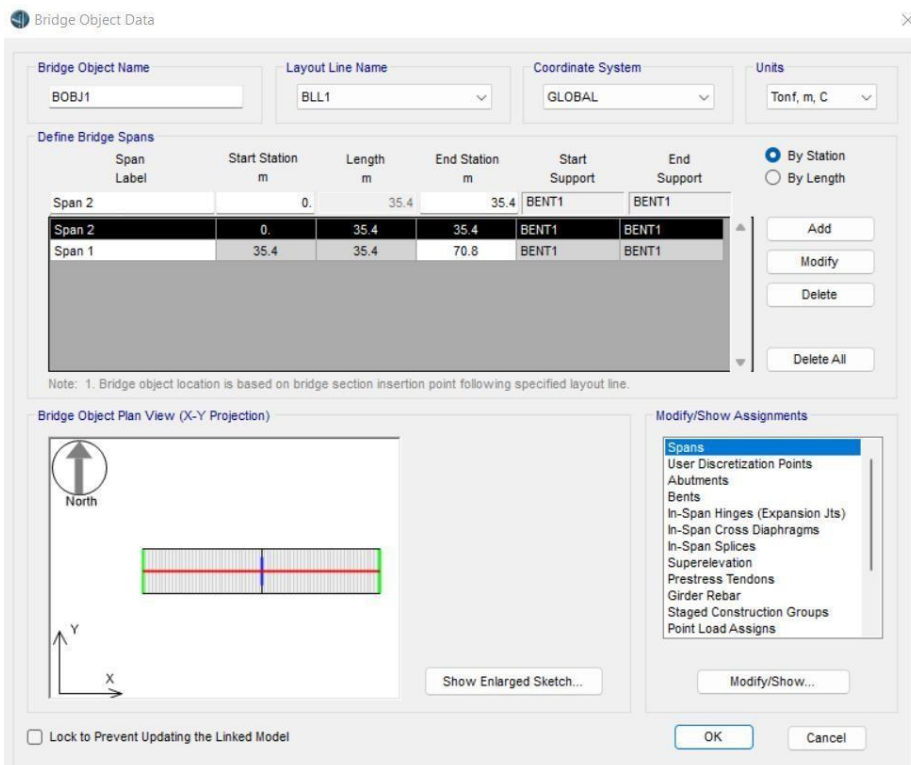 Bridge Object Data
Bridge Object Name
BOBJ1
Layout Line Name
BLL1
Coordinate System
GLOBAL
Units
Tonf, m, C
Define Bridge Spans
Span Label
Start Station m
Length m
End Station m
Start Support
End Support
Span 2 0. 35.4 35.4 BENT1 BENT1
Span 2 0. 35.4 35.4 BENT1 BENT1
Span 1 35.4 35.4 70.8 BENT1 BENT1
By Station
By Length
Add
Modify
Delete
Delete All
Note: 1. Bridge object location is based on bridge section insertion point following specified layout line.
Bridge Object Plan View (X-Y Projection)
North
Y
X
Show Enlarged Sketch...
Modify/Show Assignments
Spans
User Discretization Points
Abutments
Bents
In-Span Hinges (Expansion Jts)
In-Span Cross Diaphragms
In-Span Splices
Superelevation
Prestress Tendons
Girder Rebar
Staged Construction Groups
Point Load Assigns
Modify/Show...
Lock to Prevent Updating the Linked Model
OK
Cancel